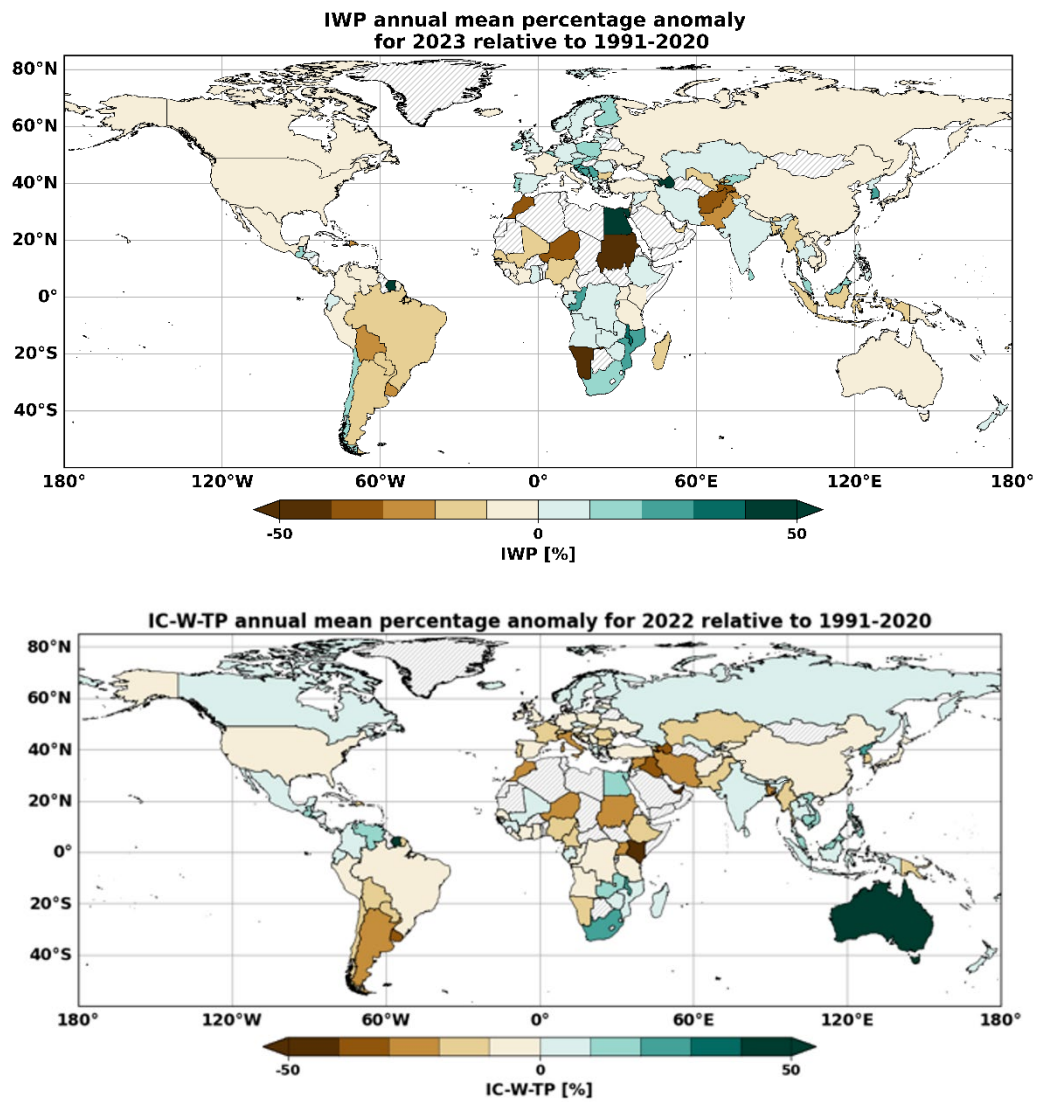 IWP annual mean percentage anomaly
for 2023 relative to 1991-2020
80°N
60°N
40°N
20°N
0°
20°S
40°S
180° 120°W 60°W 0° 60°E 120°E 180°
-50 0 50
IWP [%]
IC-W-TP annual mean percentage anomaly for 2022 relative to 1991-2020
80°N
60°N
40°N
20°N
0°
20°S
40°S
180° 120°W 60°W 0° 60°E 120°E 180°
-50 0 50
IC-W-TP [%]